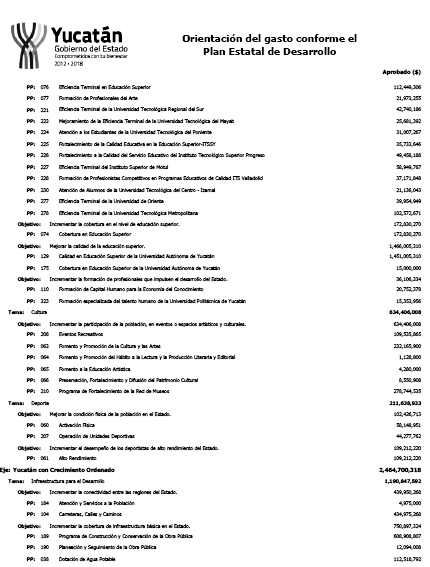 Yucatán
Gobierno del Estado
Comprometidos con tu bienestar
2012 • 2018
Orientación del gasto conforme el
Plan Estatal de Desarrollo
Aprobado ($)
PP: 076 Eficiencia Terminal en Educación Superior 112,449,206
PP: 077 Formación de Profesionales del Arte 21,973,255
PP: 221 Eficiencia Terminal de la Universidad Tecnológica Regional del Sur 42,740,186
PP: 223 Mejoramiento de la Eficiencia Terminal de la Universidad Tecnológica del Mayab 25,681,392
PP: 224 Atención a los Estudiantes de la Universidad Tecnológica del Poniente 31,007,267
PP: 225 Fortalecimiento de la Calidad Educativa en la Educación Superior-ITSSY 35,733,646
PP: 226 Fortalecimiento a la Calidad del Servicio Educativo del Instituto Tecnológico Superior Progreso 49,458,188
PP: 227 Eficiencia Terminal del Instituto Superior de Motul 58,949,787
PP: 228 Formación de Profesionistas Competitivos en Programas Educativos de Calidad ITS Valladolid 37,171,848
PP: 230 Atención de Alumnos de la Universidad Tecnológica del Centro - Izamal 21,136,043
PP: 277 Eficiencia Terminal de la Universidad de Oriente 39,954,949
PP: 278 Eficiencia Terminal de la Universidad Tecnológica Metropolitana 102,572,671
Objetivo: Incrementar la cobertura en el nivel de educación superior. 172,830,270
PP: 074 Cobertura en Educación Superior 172,830,270
Objetivo: Mejorar la calidad de la educación superior. 1,466,005,310
PP: 129 Calidad en Educación Superior de la Universidad Autónoma de Yucatán 1,451,005,310
PP: 175 Cobertura en Educación Superior de la Universidad Autónoma de Yucatán 15,000,000
Objetivo: Incrementar la formación de profesionales que impulsen el desarrollo del Estado. 36,106,334
PP: 110 Formación de Capital Humano para la Economía del Conocimiento 20,752,378
PP: 323 Formación especializada del talento humano de la Universidad Politécnica de Yucatán 15,353,956
Tema: Cultura 634,406,008
Objetivo: Incrementar la participación de la población, en eventos o espacios artísticos y culturales. 634,406,008
PP: 208 Eventos Recreativos 109,535,865
PP: 063 Fomento y Promoción de la Cultura y las Artes 232,165,900
PP: 064 Fomento y Promoción del Hábito a la Lectura y la Producción Literaria y Editorial 1,128,800
PP: 065 Fomento a la Educación Artística 4,280,000
PP: 066 Preservación, Fortalecimiento y Difusión del Patrimonio Cultural 8,550,908
PP: 210 Programa de Fortalecimiento de la Red de Museos 278,744,535
Tema: Deporte 211,638,933
Objetivo: Mejorar la condición física de la población en el Estado. 102,426,713
PP: 060 Activación Física 58,148,951
PP: 207 Operación de Unidades Deportivas 44,277,762
Objetivo: Incrementar el desempeño de los deportistas de alto rendimiento del Estado. 109,212,220
PP: 061 Alto Rendimiento 109,212,220
Eje: Yucatán con Crecimiento Ordenado 2,464,700,318
Tema: Infraestructura para el Desarrollo 1,190,847,592
Objetivo: Incrementar la conectividad entre las regiones del Estado. 439,950,268
PP: 184 Atención y Servicios a la Población 4,975,000
PP: 104 Carreteras, Calles y Caminos 434,975,268
Objetivo: Incrementar la cobertura de infraestructura básica en el Estado. 750,897,324
PP: 189 Programa de Construcción y Conservación de la Obra Pública 608,908,807
PP: 190 Planeación y Seguimiento de la Obra Pública 12,094,008
PP: 038 Dotación de Agua Potable 112,518,792